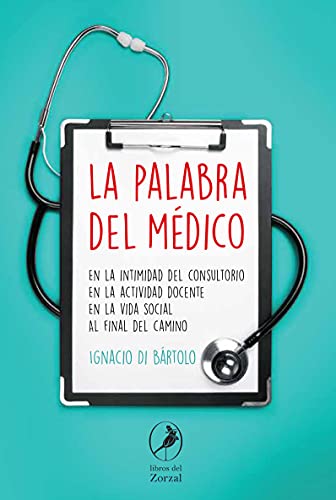 LA PALABRA
DEL MÉDICO
EN LA INTIMIDAD DEL CONSULTORIO
EN LA ACTIVIDAD DOCENTE
EN LA VIDA SOCIAL
AL FINAL DEL CAMINO
IGNACIO DI BÁRTOLO
libros del
Zorzal